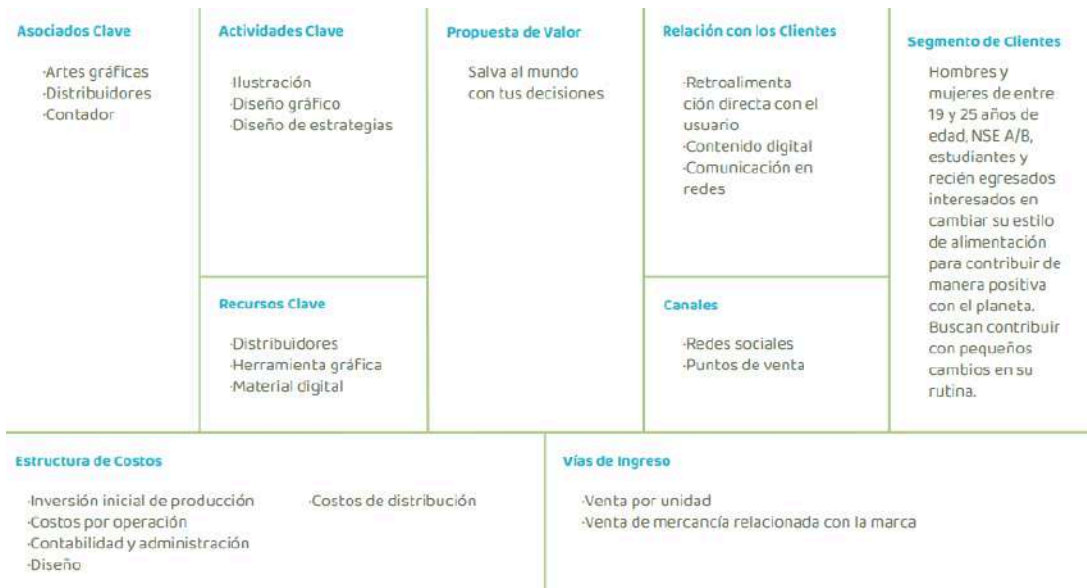 Asociados Clave
·Artes gráficas
·Distribuidores
·Contador
Actividades Clave
·Ilustración
·Diseño gráfico
·Diseño de estrategias
Recursos Clave
·Distribuidores
·Herramienta gráfica
·Material digital
Propuesta de Valor
Salva al mundo
con tus decisiones
Relación con los Clientes
·Retroalimenta
ción directa con el
usuario
·Contenido digital
·Comunicación en
redes
Canales
·Redes sociales
·Puntos de venta
Segmento de Clientes
Hombres y
mujeres de entre
19 y 25 años de
edad, NSE A/B,
estudiantes y
recién egresados
interesados en
cambiar su estilo
de alimentación
para contribuir de
manera positiva
con el planeta.
Buscan contribuir
con pequeños
cambios en su
rutina.
Estructura de Costos
·Inversión inicial de producción
·Costos por operación
·Contabilidad y administración
·Diseño
·Costos de distribución
Vías de Ingreso
·Venta por unidad
·Venta de mercancía relacionada con la marca